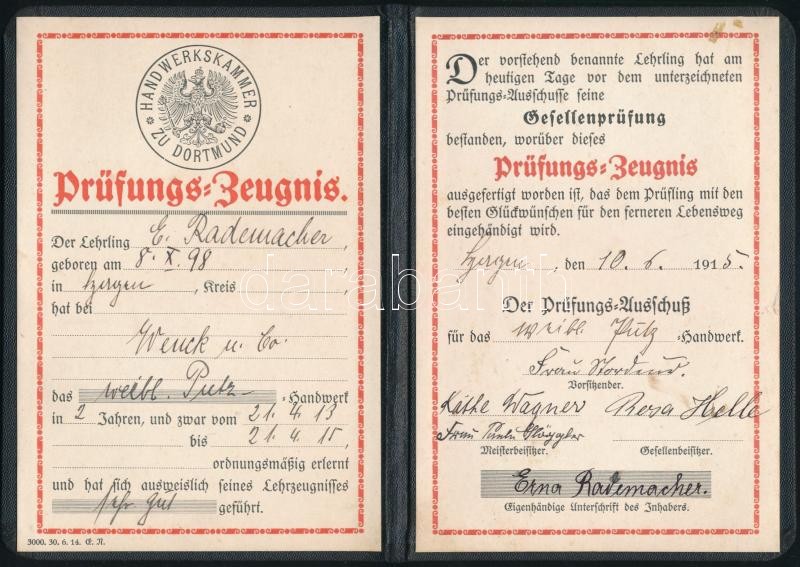 HANDWERKSKAMMER
ZU DORTMUND
Prüfungs-Zeugnis.
Der Lehrling E. Rademacher,
geboren am 8. X. 98
in , Kreis ,
hat bei
Wenck u. Co.
das weibl. Putz -Handwerk
in 2 Jahren, und zwar vom 21.4.13
bis 21.4.15,
ordnungsmäßig erlernt
und hat sich ausweislich seines Lehrzeugnisses
sehr gut geführt.
3000. 30. 6. 14. E. R.
Der vorstehend benannte Lehrling hat am
heutigen Tage vor dem unterzeichneten
Prüfungs-Ausschusse seine
Gesellenprüfung
bestanden, worüber dieses
Prüfungs-Zeugnis
ausgefertigt worden ist, das dem Prüfling mit den
besten Glückwünschen für den ferneren Lebensweg
eingehändigt wird.
, den 10. 6. 1915.
Der Prüfungs-Ausschuß
für das weibl. Putz -Handwerk.
Frau
Vorsitzender.
Käthe Wagner Rosa Helle
Frau
Meisterbeisitzer. Gesellenbeisitzer.
Erna Rademacher.
Eigenhändige Unterschrift des Inhabers.
darabanth